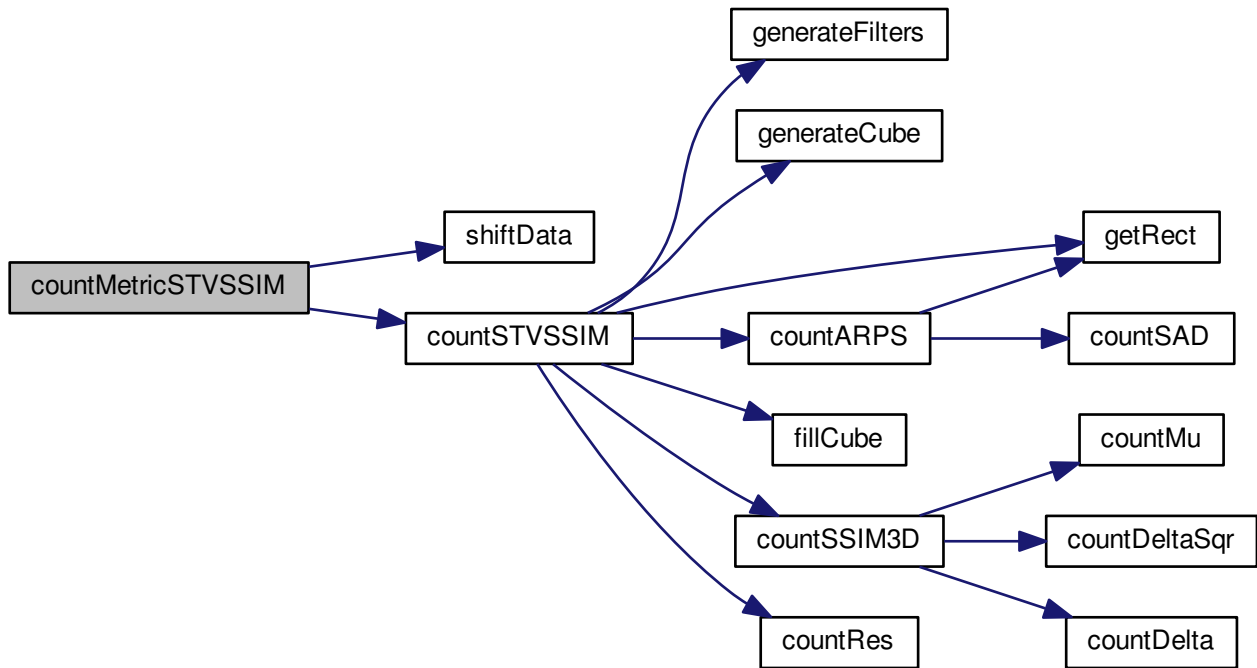 generateFilters
generateCube
shiftData
getRect
countMetricSTVSSIM
countSTVSSIM
countARPS
countSAD
fillCube
countMu
countSSIM3D
countDeltaSqr
countRes
countDelta